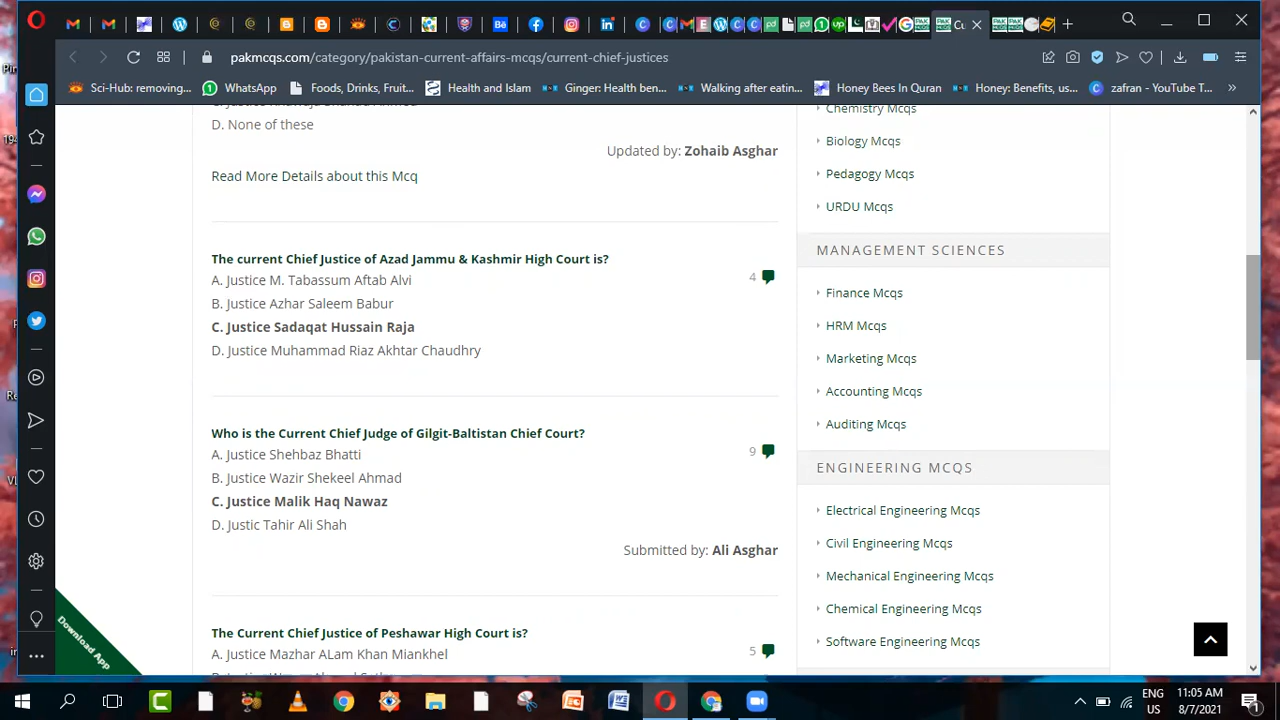 Cu
pakmcqs.com/category/pakistan-current-affairs-mcqs/current-chief-justices
Sci-Hub: removing...
WhatsApp
Foods, Drinks, Fruit...
Health and Islam
Ginger: Health ben...
Walking after eatin...
Honey Bees In Quran
Honey: Benefits, us...
zafran - YouTube T...
D. None of these
Updated by: Zohaib Asghar
Read More Details about this Mcq
The current Chief Justice of Azad Jammu & Kashmir High Court is?
4
A. Justice M. Tabassum Aftab Alvi
B. Justice Azhar Saleem Babur
C. Justice Sadaqat Hussain Raja
D. Justice Muhammad Riaz Akhtar Chaudhry
Who is the Current Chief Judge of Gilgit-Baltistan Chief Court?
9
A. Justice Shehbaz Bhatti
B. Justice Wazir Shekeel Ahmad
C. Justice Malik Haq Nawaz
D. Justic Tahir Ali Shah
Submitted by: Ali Asghar
The Current Chief Justice of Peshawar High Court is?
5
A. Justice Mazhar ALam Khan Miankhel
Chemistry Mcqs
Biology Mcqs
Pedagogy Mcqs
URDU Mcqs
MANAGEMENT SCIENCES
Finance Mcqs
HRM Mcqs
Marketing Mcqs
Accounting Mcqs
Auditing Mcqs
ENGINEERING MCQS
Electrical Engineering Mcqs
Civil Engineering Mcqs
Mechanical Engineering Mcqs
Chemical Engineering Mcqs
Software Engineering Mcqs
Download App
ENG
US
11:05 AM
8/7/2021